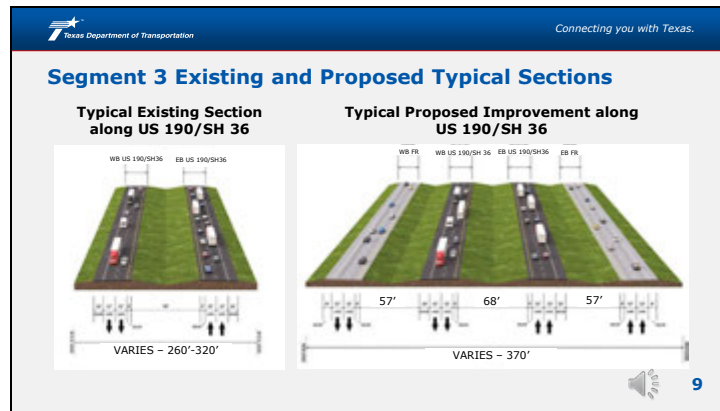 Texas Department of Transportation
Connecting you with Texas.
Segment 3 Existing and Proposed Typical Sections
Typical Existing Section
along US 190/SH 36
Typical Proposed Improvement along
US 190/SH 36
WB US 190/SH36 EB US 190/SH36
WB FR WB US 190/SH 36 EB US 190/SH36 EB FR
57’ 68’ 57’
VARIES – 260’-320’
VARIES – 370’
9